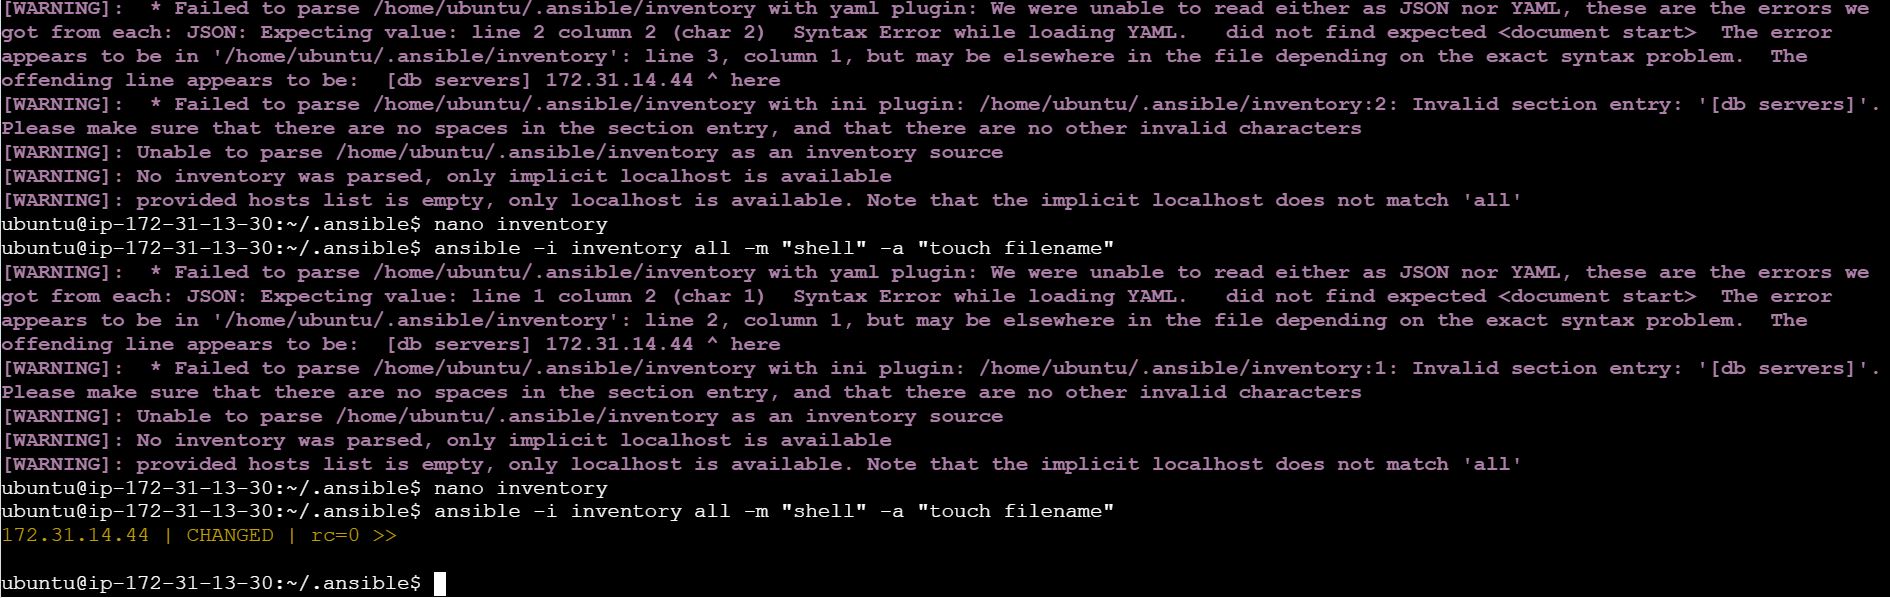 [WARNING]:  * Failed to parse /home/ubuntu/.ansible/inventory with yaml plugin: We were unable to read either as JSON nor YAML, these are the errors we
got from each: JSON: Expecting value: line 2 column 2 (char 2)  Syntax Error while loading YAML.   did not find expected <document start>  The error
appears to be in '/home/ubuntu/.ansible/inventory': line 3, column 1, but may be elsewhere in the file depending on the exact syntax problem.  The
offending line appears to be:  [db servers] 172.31.14.44 ^ here
[WARNING]:  * Failed to parse /home/ubuntu/.ansible/inventory with ini plugin: /home/ubuntu/.ansible/inventory:2: Invalid section entry: '[db servers]'.
Please make sure that there are no spaces in the section entry, and that there are no other invalid characters
[WARNING]: Unable to parse /home/ubuntu/.ansible/inventory as an inventory source
[WARNING]: No inventory was parsed, only implicit localhost is available
[WARNING]: provided hosts list is empty, only localhost is available. Note that the implicit localhost does not match 'all'
ubuntu@ip-172-31-13-30:~/.ansible$ nano inventory
ubuntu@ip-172-31-13-30:~/.ansible$ ansible -i inventory all -m "shell" -a "touch filename"
[WARNING]:  * Failed to parse /home/ubuntu/.ansible/inventory with yaml plugin: We were unable to read either as JSON nor YAML, these are the errors we
got from each: JSON: Expecting value: line 1 column 2 (char 1)  Syntax Error while loading YAML.   did not find expected <document start>  The error
appears to be in '/home/ubuntu/.ansible/inventory': line 2, column 1, but may be elsewhere in the file depending on the exact syntax problem.  The
offending line appears to be:  [db servers] 172.31.14.44 ^ here
[WARNING]:  * Failed to parse /home/ubuntu/.ansible/inventory with ini plugin: /home/ubuntu/.ansible/inventory:1: Invalid section entry: '[db servers]'.
Please make sure that there are no spaces in the section entry, and that there are no other invalid characters
[WARNING]: Unable to parse /home/ubuntu/.ansible/inventory as an inventory source
[WARNING]: No inventory was parsed, only implicit localhost is available
[WARNING]: provided hosts list is empty, only localhost is available. Note that the implicit localhost does not match 'all'
ubuntu@ip-172-31-13-30:~/.ansible$ nano inventory
ubuntu@ip-172-31-13-30:~/.ansible$ ansible -i inventory all -m "shell" -a "touch filename"
172.31.14.44 | CHANGED | rc=0 >>
ubuntu@ip-172-31-13-30:~/.ansible$